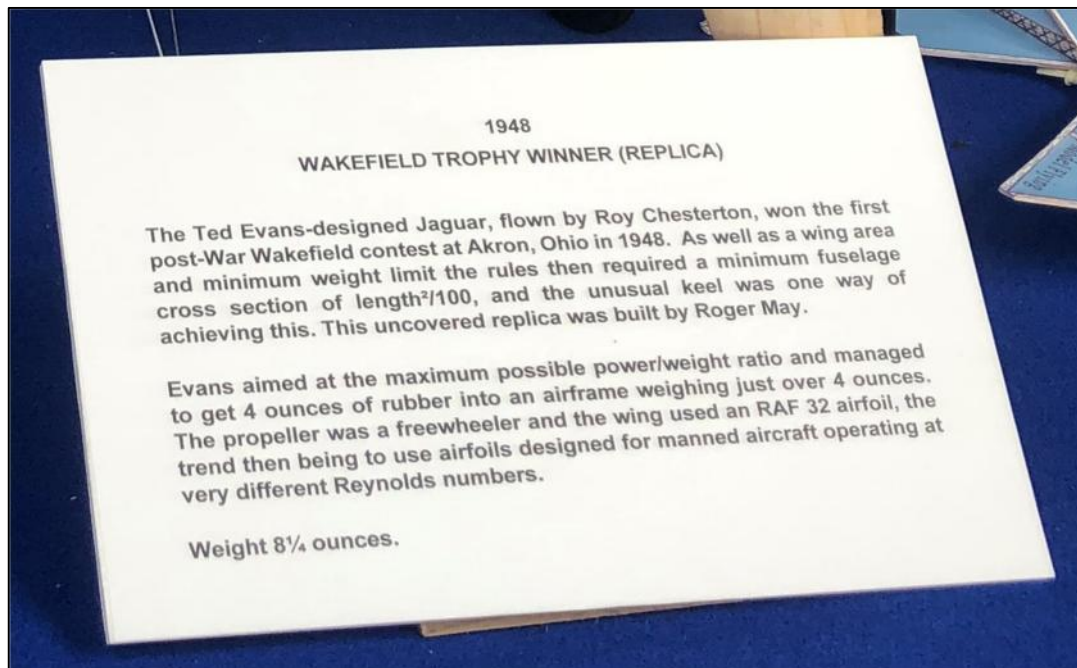 1948
WAKEFIELD TROPHY WINNER (REPLICA)
The Ted Evans-designed Jaguar, flown by Roy Chesterton, won the first
post-War Wakefield contest at Akron, Ohio in 1948. As well as a wing area
and minimum weight limit the rules then required a minimum fuselage
cross section of length²/100, and the unusual keel was one way of
achieving this. This uncovered replica was built by Roger May.
Evans aimed at the maximum possible power/weight ratio and managed
to get 4 ounces of rubber into an airframe weighing just over 4 ounces.
The propeller was a freewheeler and the wing used an RAF 32 airfoil, the
trend then being to use airfoils designed for manned aircraft operating at
very different Reynolds numbers.
Weight 8¼ ounces.